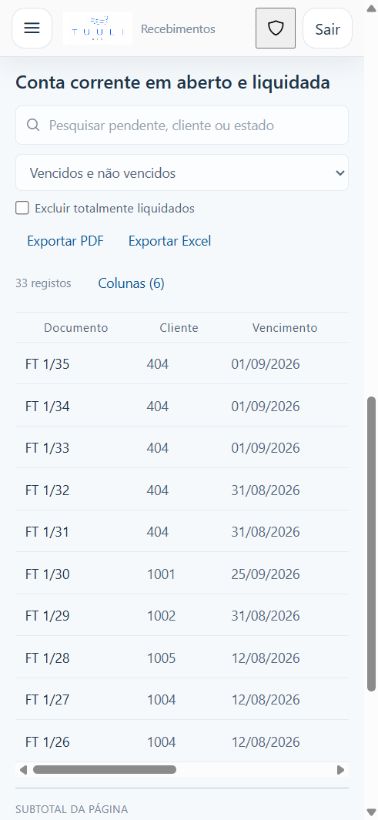 TUULI
Recebimentos
Sair
Conta corrente em aberto e liquidada
Pesquisar pendente, cliente ou estado
Vencidos e não vencidos
Excluir totalmente liquidados
Exportar PDF Exportar Excel
33 registos Colunas (6)
Documento Cliente Vencimento
FT 1/35 404 01/09/2026
FT 1/34 404 01/09/2026
FT 1/33 404 01/09/2026
FT 1/32 404 31/08/2026
FT 1/31 404 31/08/2026
FT 1/30 1001 25/09/2026
FT 1/29 1002 31/08/2026
FT 1/28 1005 12/08/2026
FT 1/27 1004 12/08/2026
FT 1/26 1004 12/08/2026
SUBTOTAL DA PÁGINA